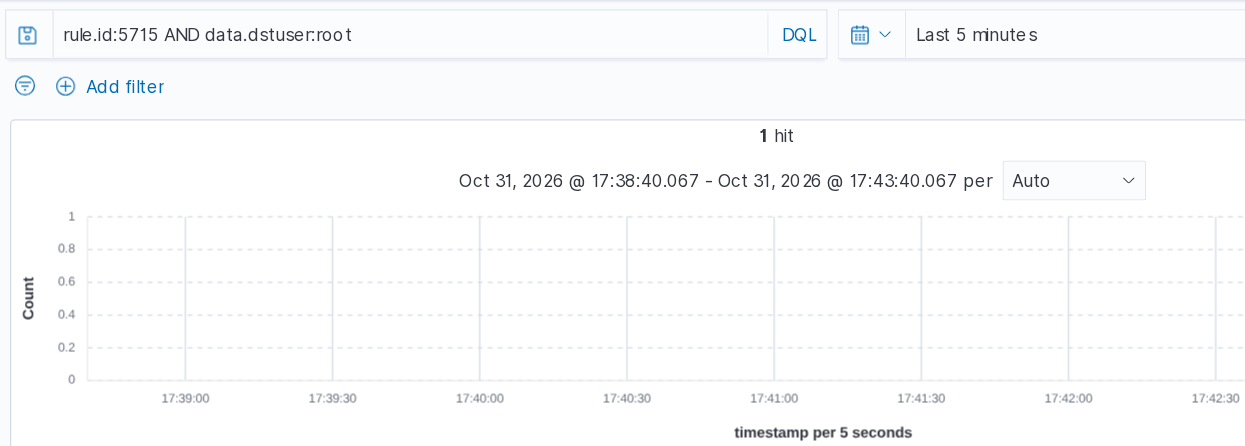 rule.id:5715 AND data.dstuser:root DQL Last 5 minutes
Add filter
1 hit
Oct 31, 2026 @ 17:38:40.067 - Oct 31, 2026 @ 17:43:40.067 per Auto
1
0.8
0.6
0.4
0.2
0
Count
17:39:00 17:39:30 17:40:00 17:40:30 17:41:00 17:41:30 17:42:00 17:42:30
timestamp per 5 seconds